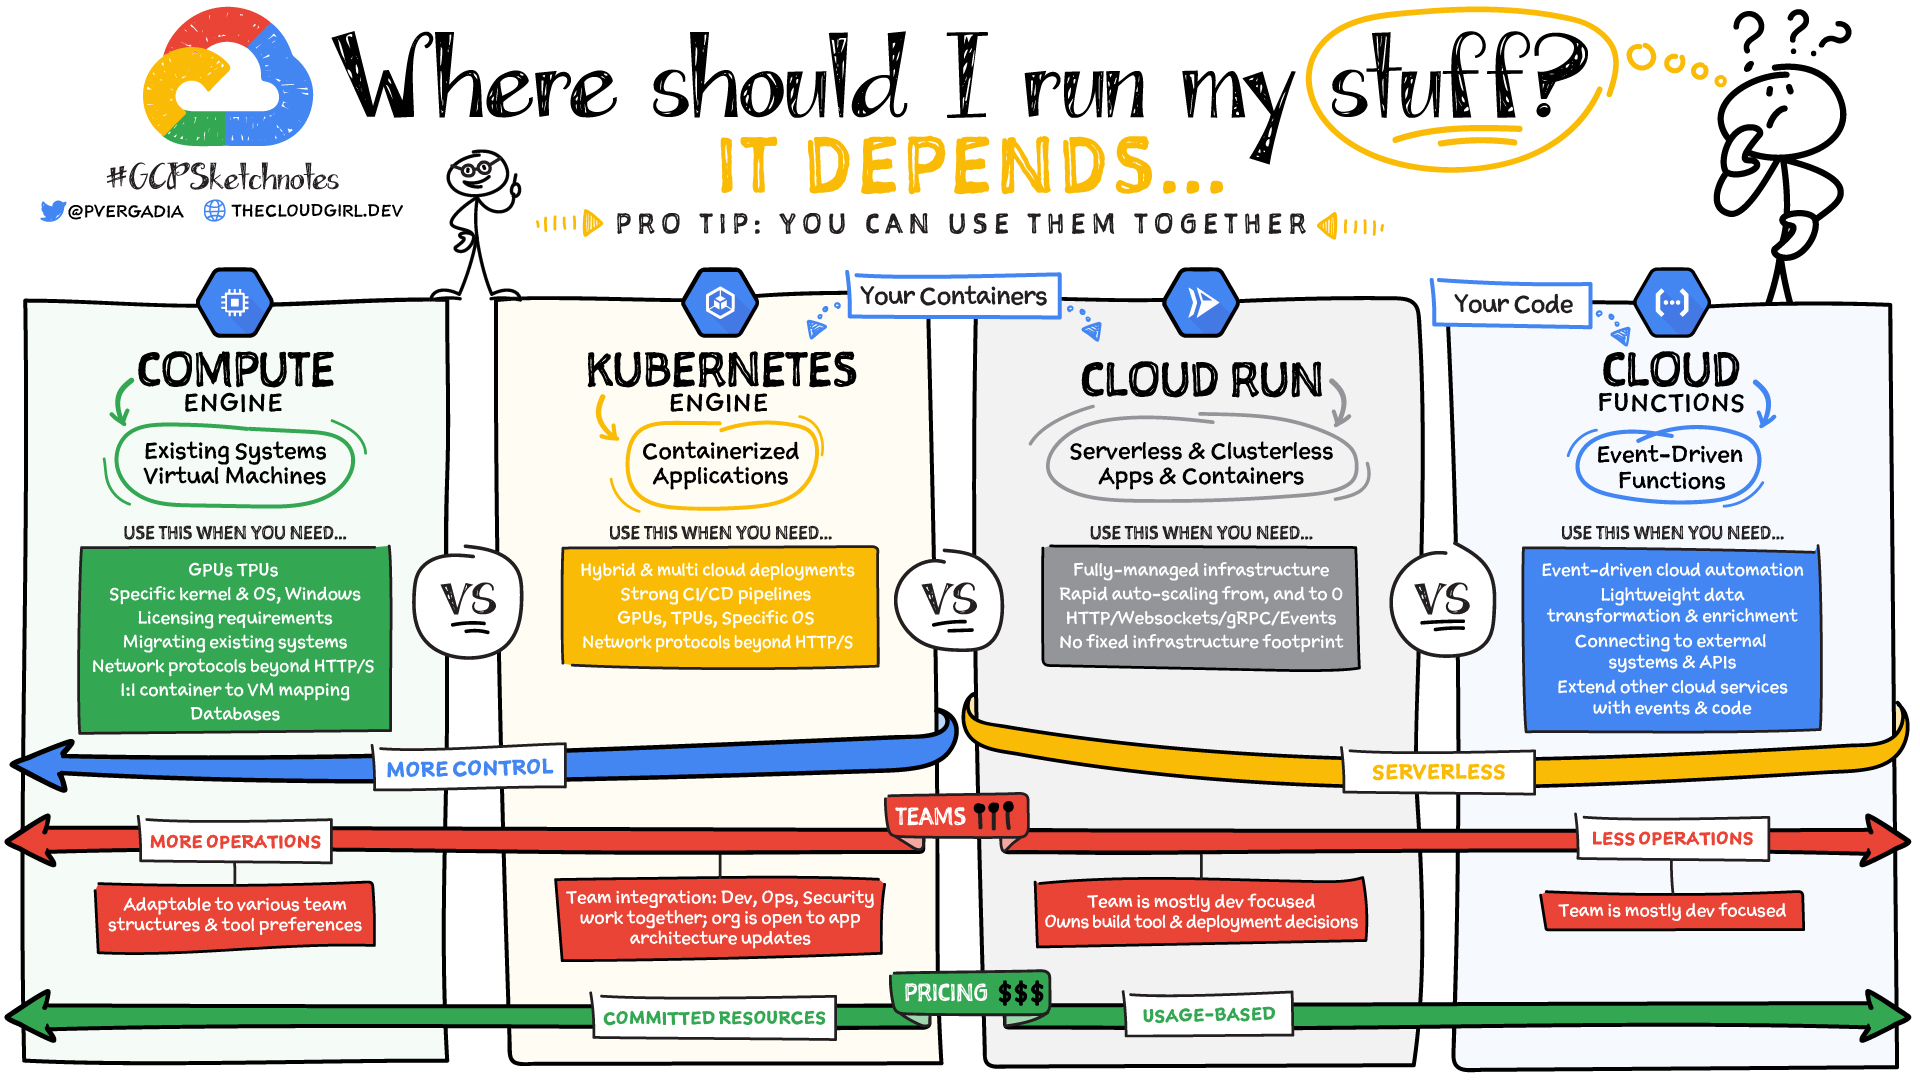 Where should I run my stuff?
IT DEPENDS...
PRO TIP: YOU CAN USE THEM TOGETHER
#GCPSketchnotes
@PVERGADIA THECLOUDGIRL.DEV
? ? ?
Your Containers
Your Code
COMPUTE
ENGINE
Existing Systems
Virtual Machines
USE THIS WHEN YOU NEED...
GPUs TPUs
Specific kernel & OS, Windows
Licensing requirements
Migrating existing systems
Network protocols beyond HTTP/S
1:1 container to VM mapping
Databases
VS
KUBERNETES
ENGINE
Containerized
Applications
USE THIS WHEN YOU NEED...
Hybrid & multi cloud deployments
Strong CI/CD pipelines
GPUs, TPUs, Specific OS
Network protocols beyond HTTP/S
VS
CLOUD RUN
Serverless & Clusterless
Apps & Containers
USE THIS WHEN YOU NEED...
Fully-managed infrastructure
Rapid auto-scaling from, and to 0
HTTP/Websockets/gRPC/Events
No fixed infrastructure footprint
VS
CLOUD
FUNCTIONS
Event-Driven
Functions
USE THIS WHEN YOU NEED...
Event-driven cloud automation
Lightweight data
transformation & enrichment
Connecting to external
systems & APIs
Extend other cloud services
with events & code
MORE CONTROL
SERVERLESS
TEAMS
MORE OPERATIONS
LESS OPERATIONS
Adaptable to various team
structures & tool preferences
Team integration: Dev, Ops, Security
work together; org is open to app
architecture updates
Team is mostly dev focused
Owns build tool & deployment decisions
Team is mostly dev focused
PRICING $$$
COMMITTED RESOURCES
USAGE-BASED